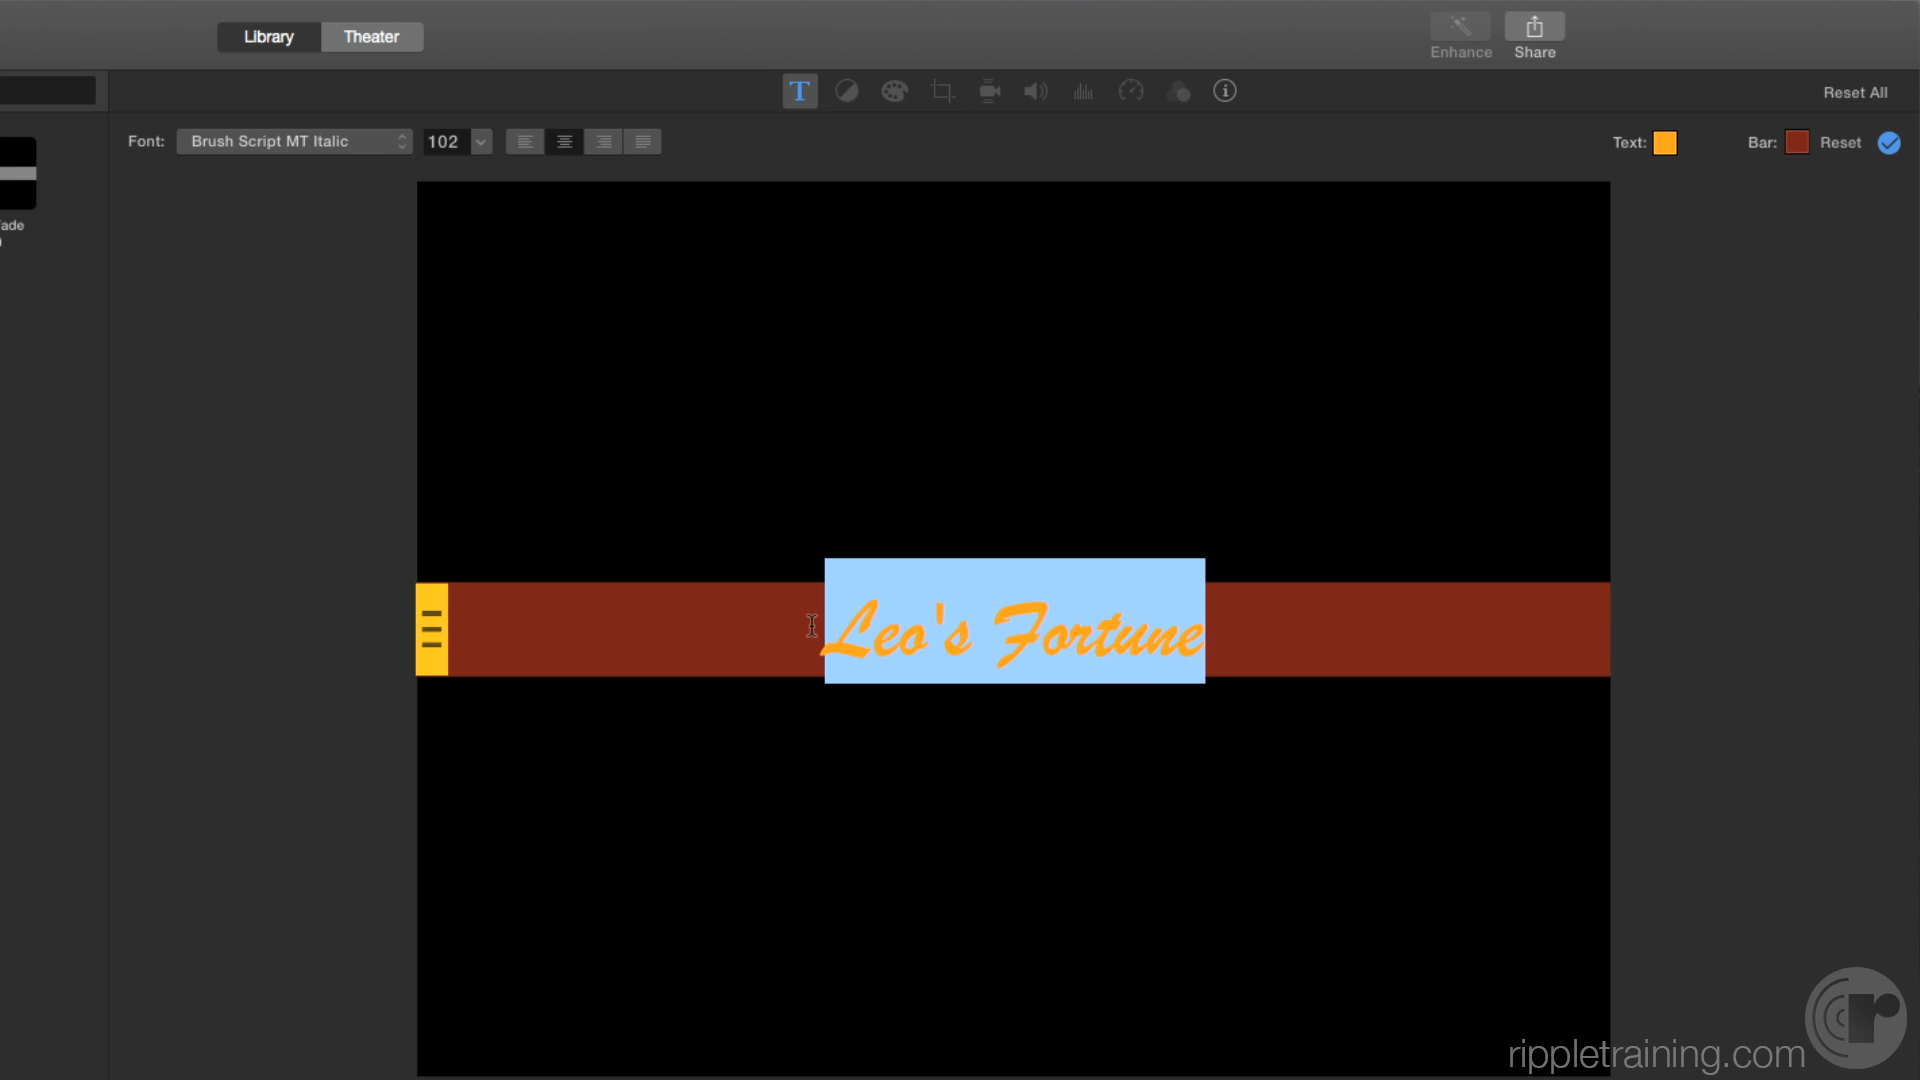 Library Theater
Enhance Share
T
Reset All
Font: Brush Script MT Italic 102 Text: Bar: Reset
ade
Leo's Fortune
rippletraining.com